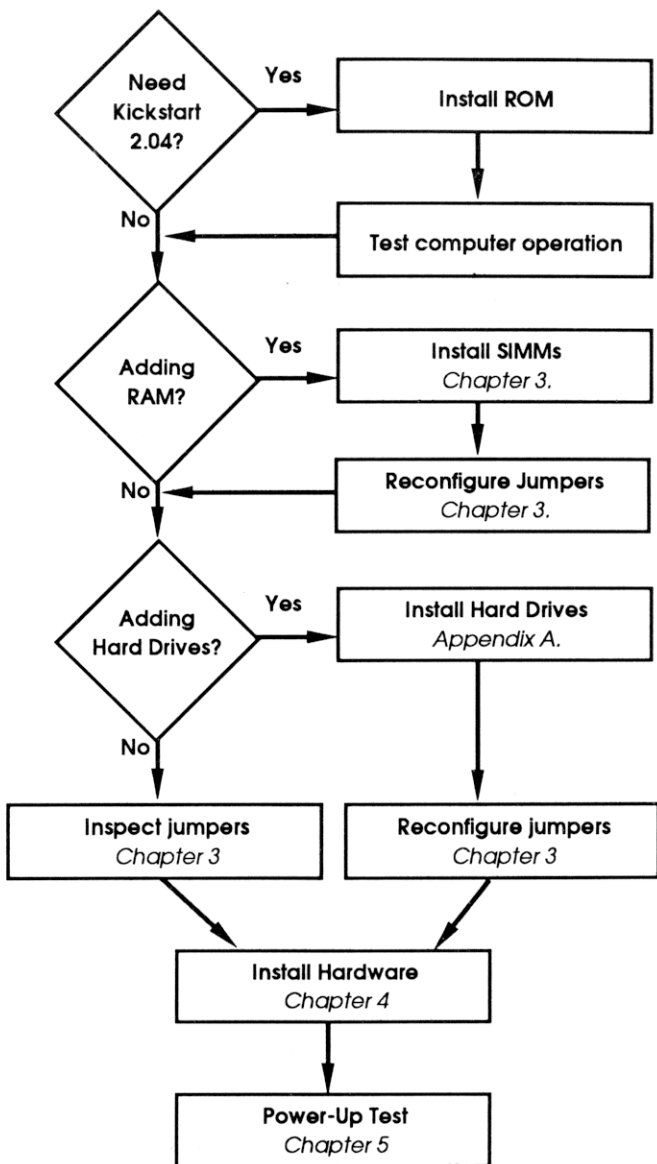 Need
Kickstart
2.04?
Yes
Install ROM
No
Test computer operation
Adding
RAM?
Yes
Install SIMMs
Chapter 3.
No
Reconfigure Jumpers
Chapter 3.
Adding
Hard Drives?
Yes
Install Hard Drives
Appendix A.
No
Inspect jumpers
Chapter 3
Reconfigure jumpers
Chapter 3
Install Hardware
Chapter 4
Power-Up Test
Chapter 5